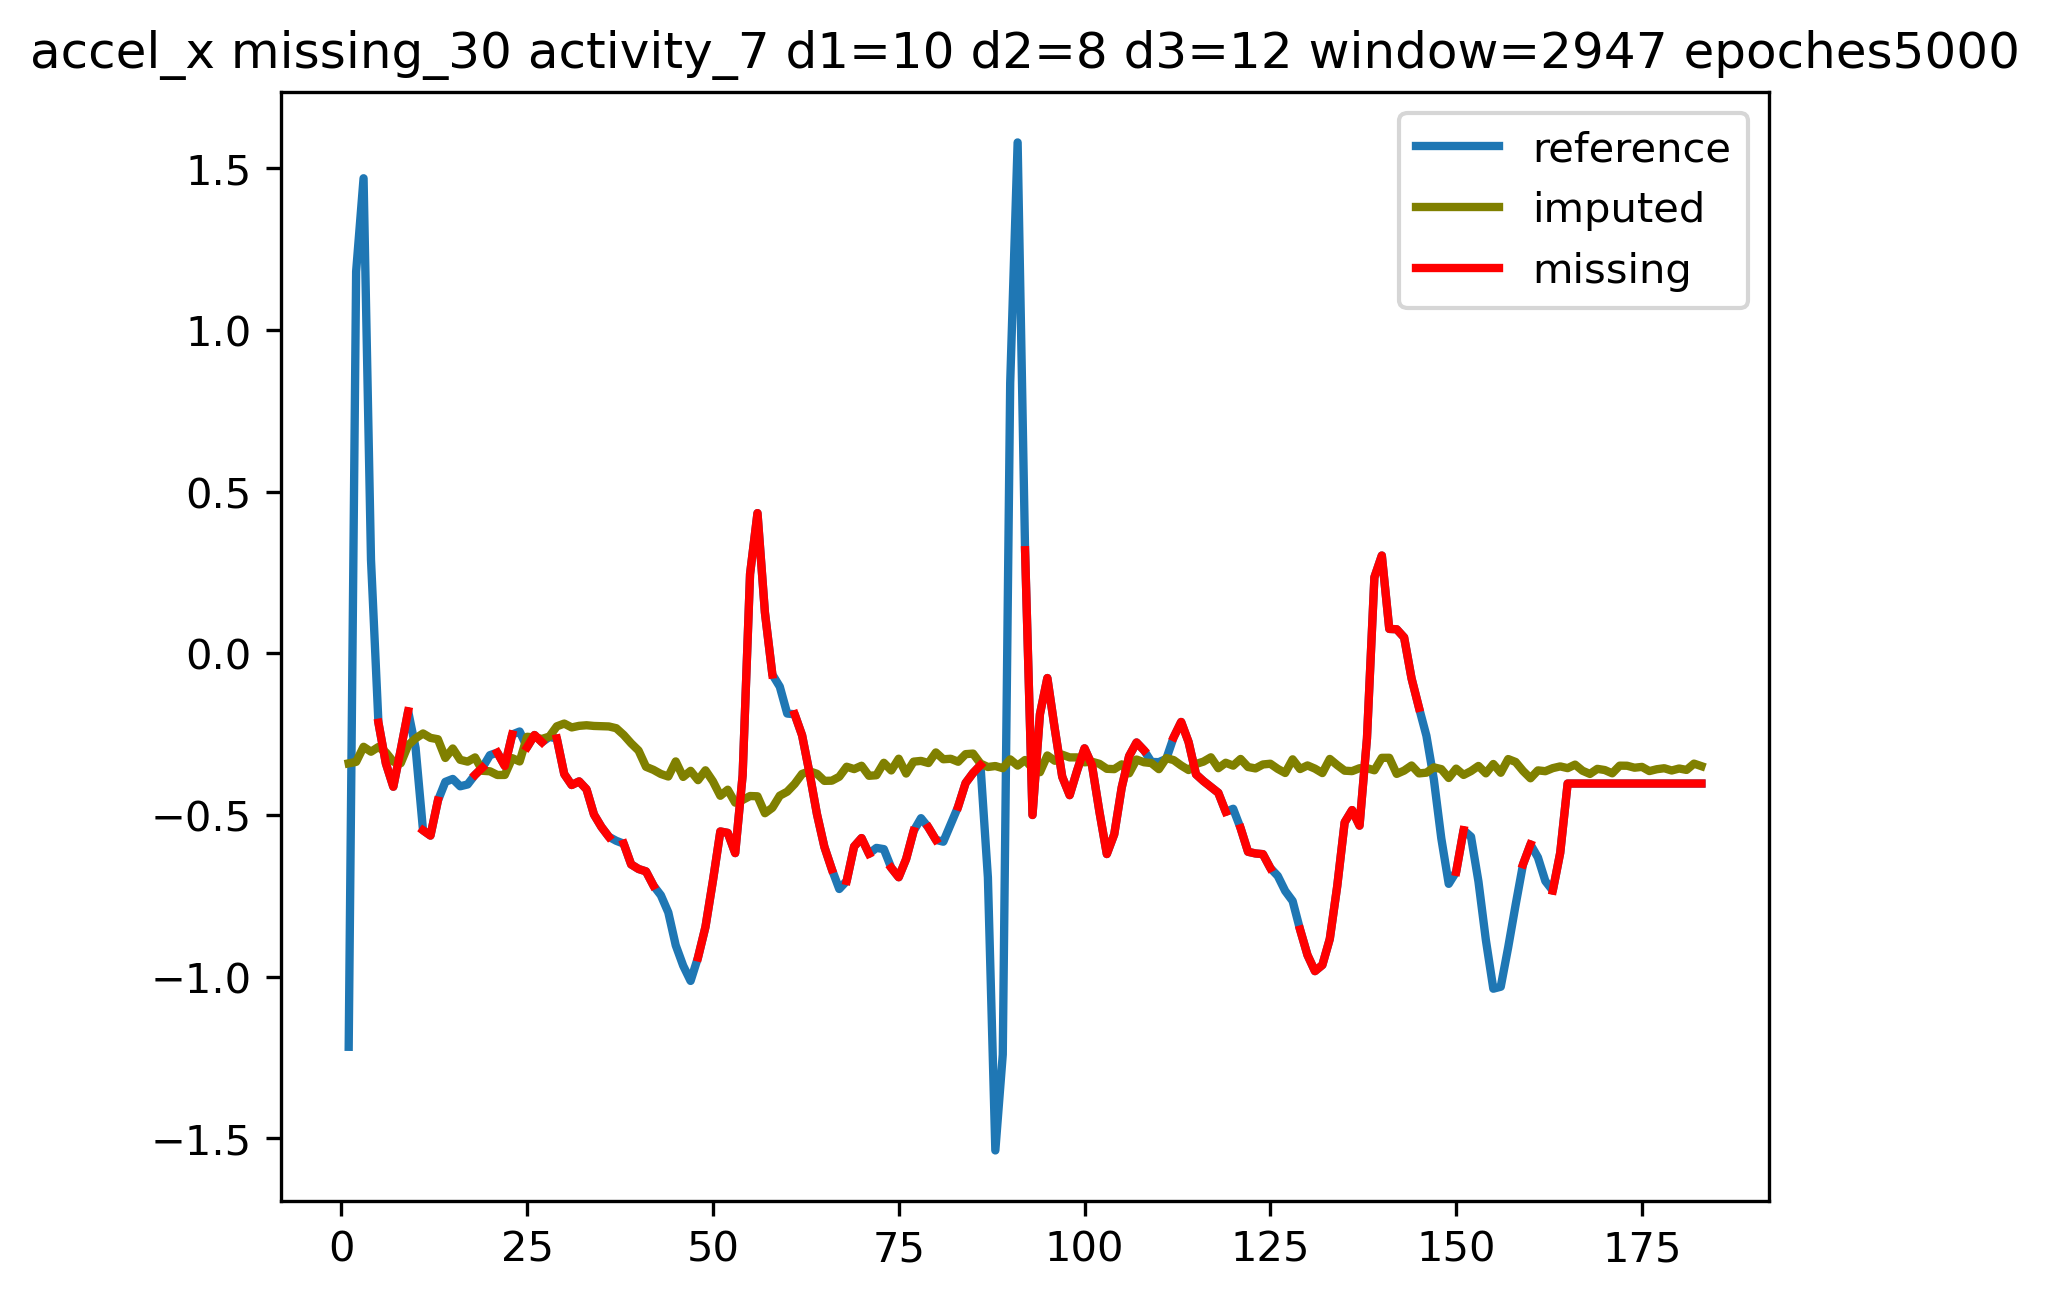 accel_x missing_30 activity_7 d1=10 d2=8 d3=12 window=2947 epoches5000
reference
imputed
missing
1.5
1.0
0.5
0.0
−0.5
−1.0
−1.5
0 25 50 75 100 125 150 175